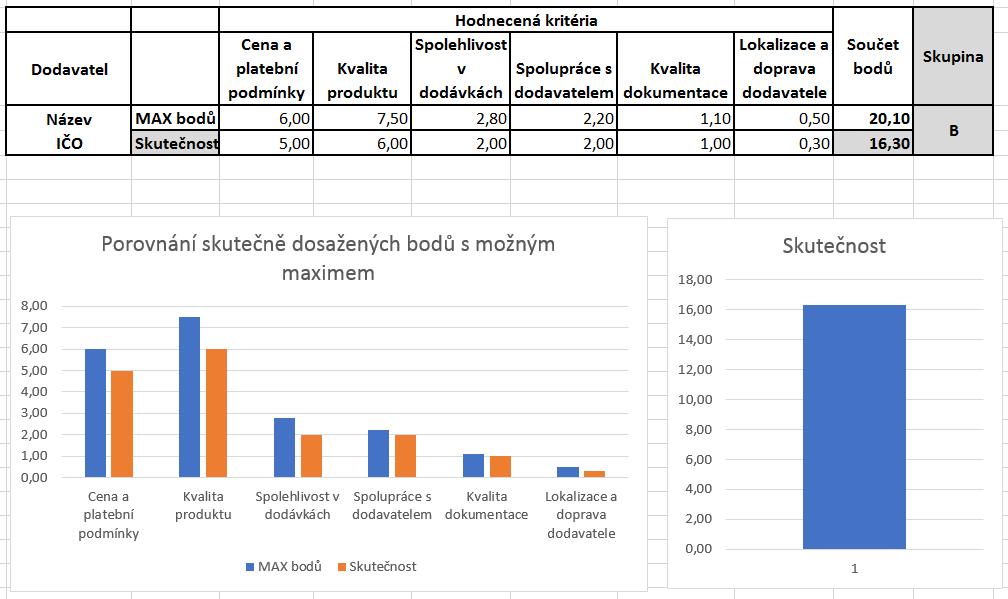 Hodnecená kritéria
Dodavatel
Cena a
platební
podmínky
Kvalita
produktu
Spolehlivost
v
dodávkách
Spolupráce s
dodavatelem
Kvalita
dokumentace
Lokalizace a
doprava
dodavatele
Součet
bodů
Skupina
Název
IČO
MAX bodů 6,00 7,50 2,80 2,20 1,10 0,50 20,10
Skutečnost 5,00 6,00 2,00 2,00 1,00 0,30 16,30
B
Porovnání skutečně dosažených bodů s možným
maximem
8,00
7,00
6,00
5,00
4,00
3,00
2,00
1,00
0,00
Cena a
platební
podmínky
Kvalita
produktu
Spolehlivost v
dodávkách
Spolupráce s
dodavatelem
Kvalita
dokumentace
Lokalizace a
doprava
dodavatele
MAX bodů
Skutečnost
Skutečnost
18,00
16,00
14,00
12,00
10,00
8,00
6,00
4,00
2,00
0,00
1